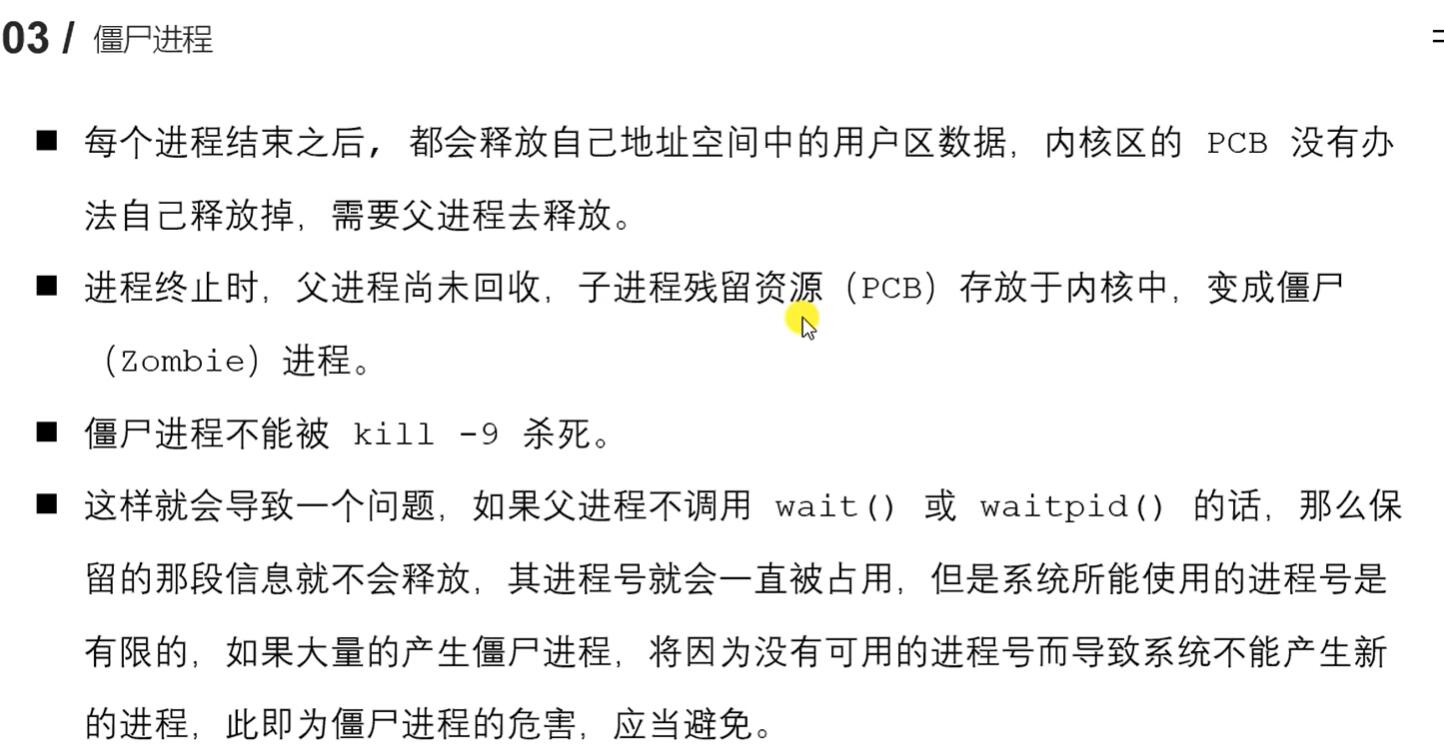 03 / 僵尸进程
■ 每个进程结束之后, 都会释放自己地址空间中的用户区数据，内核区的 PCB 没有办
法自己释放掉，需要父进程去释放。
■ 进程终止时，父进程尚未回收，子进程残留资源（PCB）存放于内核中，变成僵尸
（Zombie）进程。
■ 僵尸进程不能被 kill -9 杀死。
■ 这样就会导致一个问题，如果父进程不调用 wait() 或 waitpid() 的话，那么保
留的那段信息就不会释放，其进程号就会一直被占用，但是系统所能使用的进程号是
有限的，如果大量的产生僵尸进程，将因为没有可用的进程号而导致系统不能产生新
的进程，此即为僵尸进程的危害，应当避免。